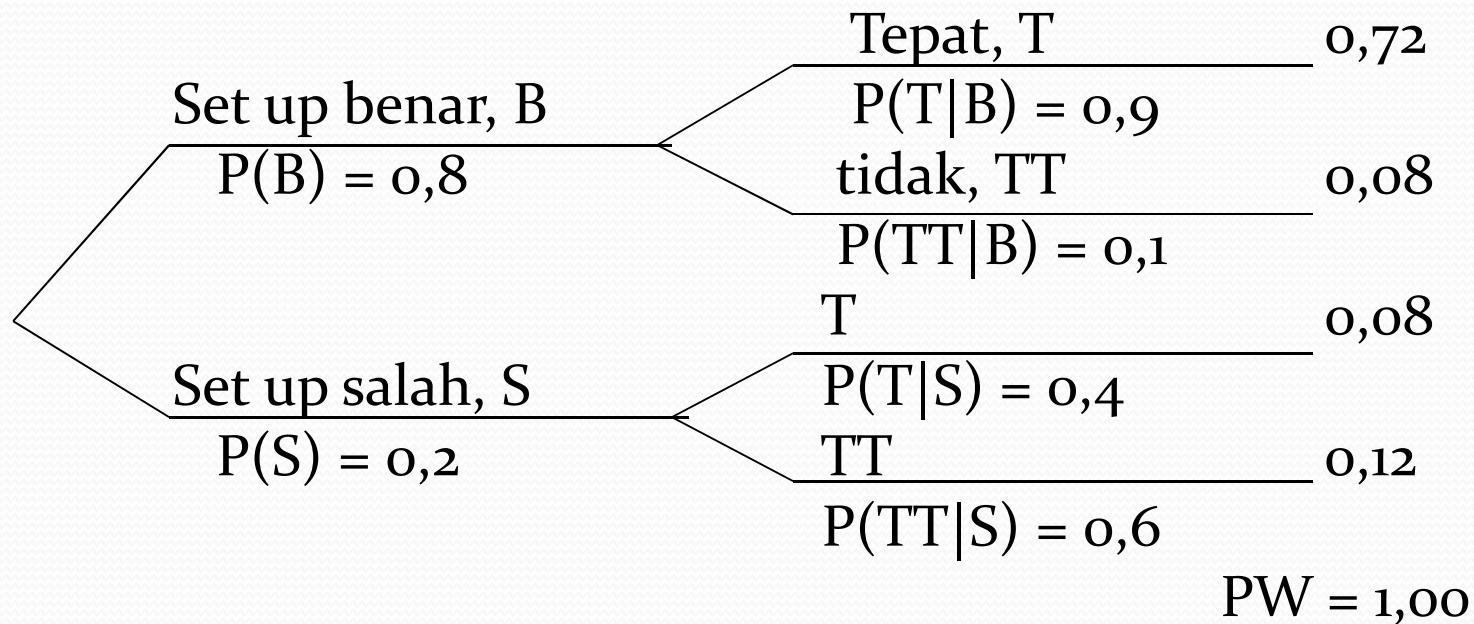 Tepat, T 0,72
Set up benar, B P(T|B) = 0,9
P(B) = 0,8 tidak, TT 0,08
P(TT|B) = 0,1
T 0,08
Set up salah, S P(T|S) = 0,4
P(S) = 0,2 TT 0,12
P(TT|S) = 0,6
PW = 1,00